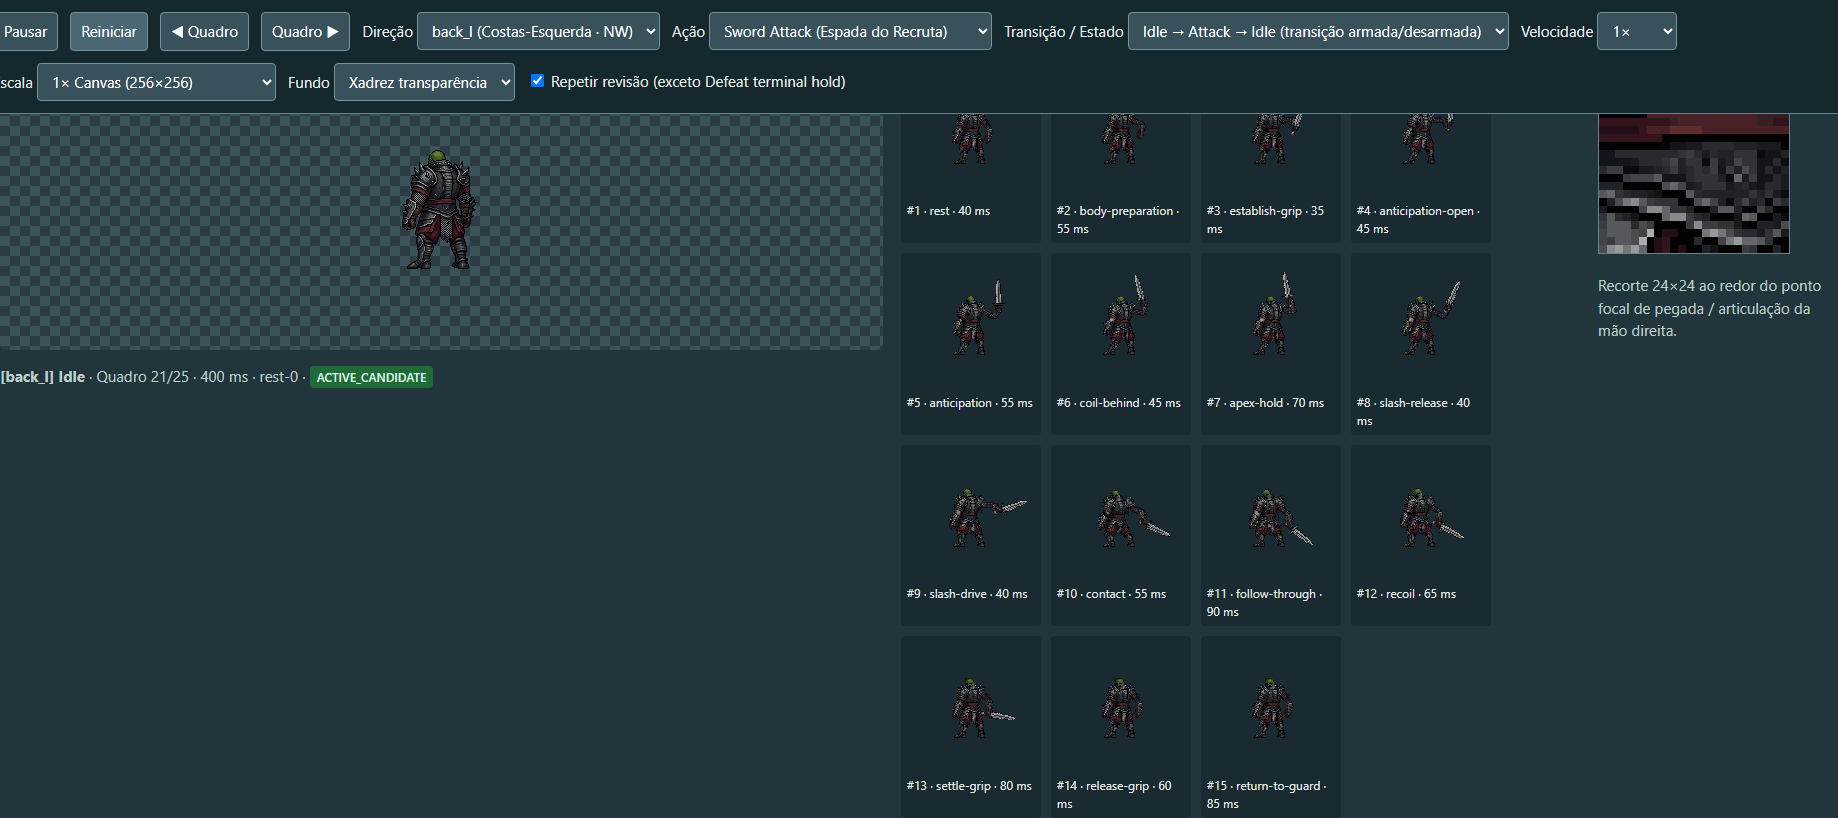 Pausar
Reiniciar
◀ Quadro
Quadro ▶
Direção
back_l (Costas-Esquerda · NW)
Ação
Sword Attack (Espada do Recruta)
Transição / Estado
Idle → Attack → Idle (transição armada/desarmada)
Velocidade
1×
scala
1× Canvas (256×256)
Fundo
Xadrez transparência
Repetir revisão (exceto Defeat terminal hold)
[back_l] Idle · Quadro 21/25 · 400 ms · rest-0 · ACTIVE_CANDIDATE
#1 · rest · 40 ms
#2 · body-preparation ·
55 ms
#3 · establish-grip · 35
ms
#4 · anticipation-open ·
45 ms
#5 · anticipation · 55 ms
#6 · coil-behind · 45 ms
#7 · apex-hold · 70 ms
#8 · slash-release · 40
ms
#9 · slash-drive · 40 ms
#10 · contact · 55 ms
#11 · follow-through ·
90 ms
#12 · recoil · 65 ms
#13 · settle-grip · 80 ms
#14 · release-grip · 60
ms
#15 · return-to-guard ·
85 ms
Recorte 24×24 ao redor do ponto
focal de pegada / articulação da
mão direita.